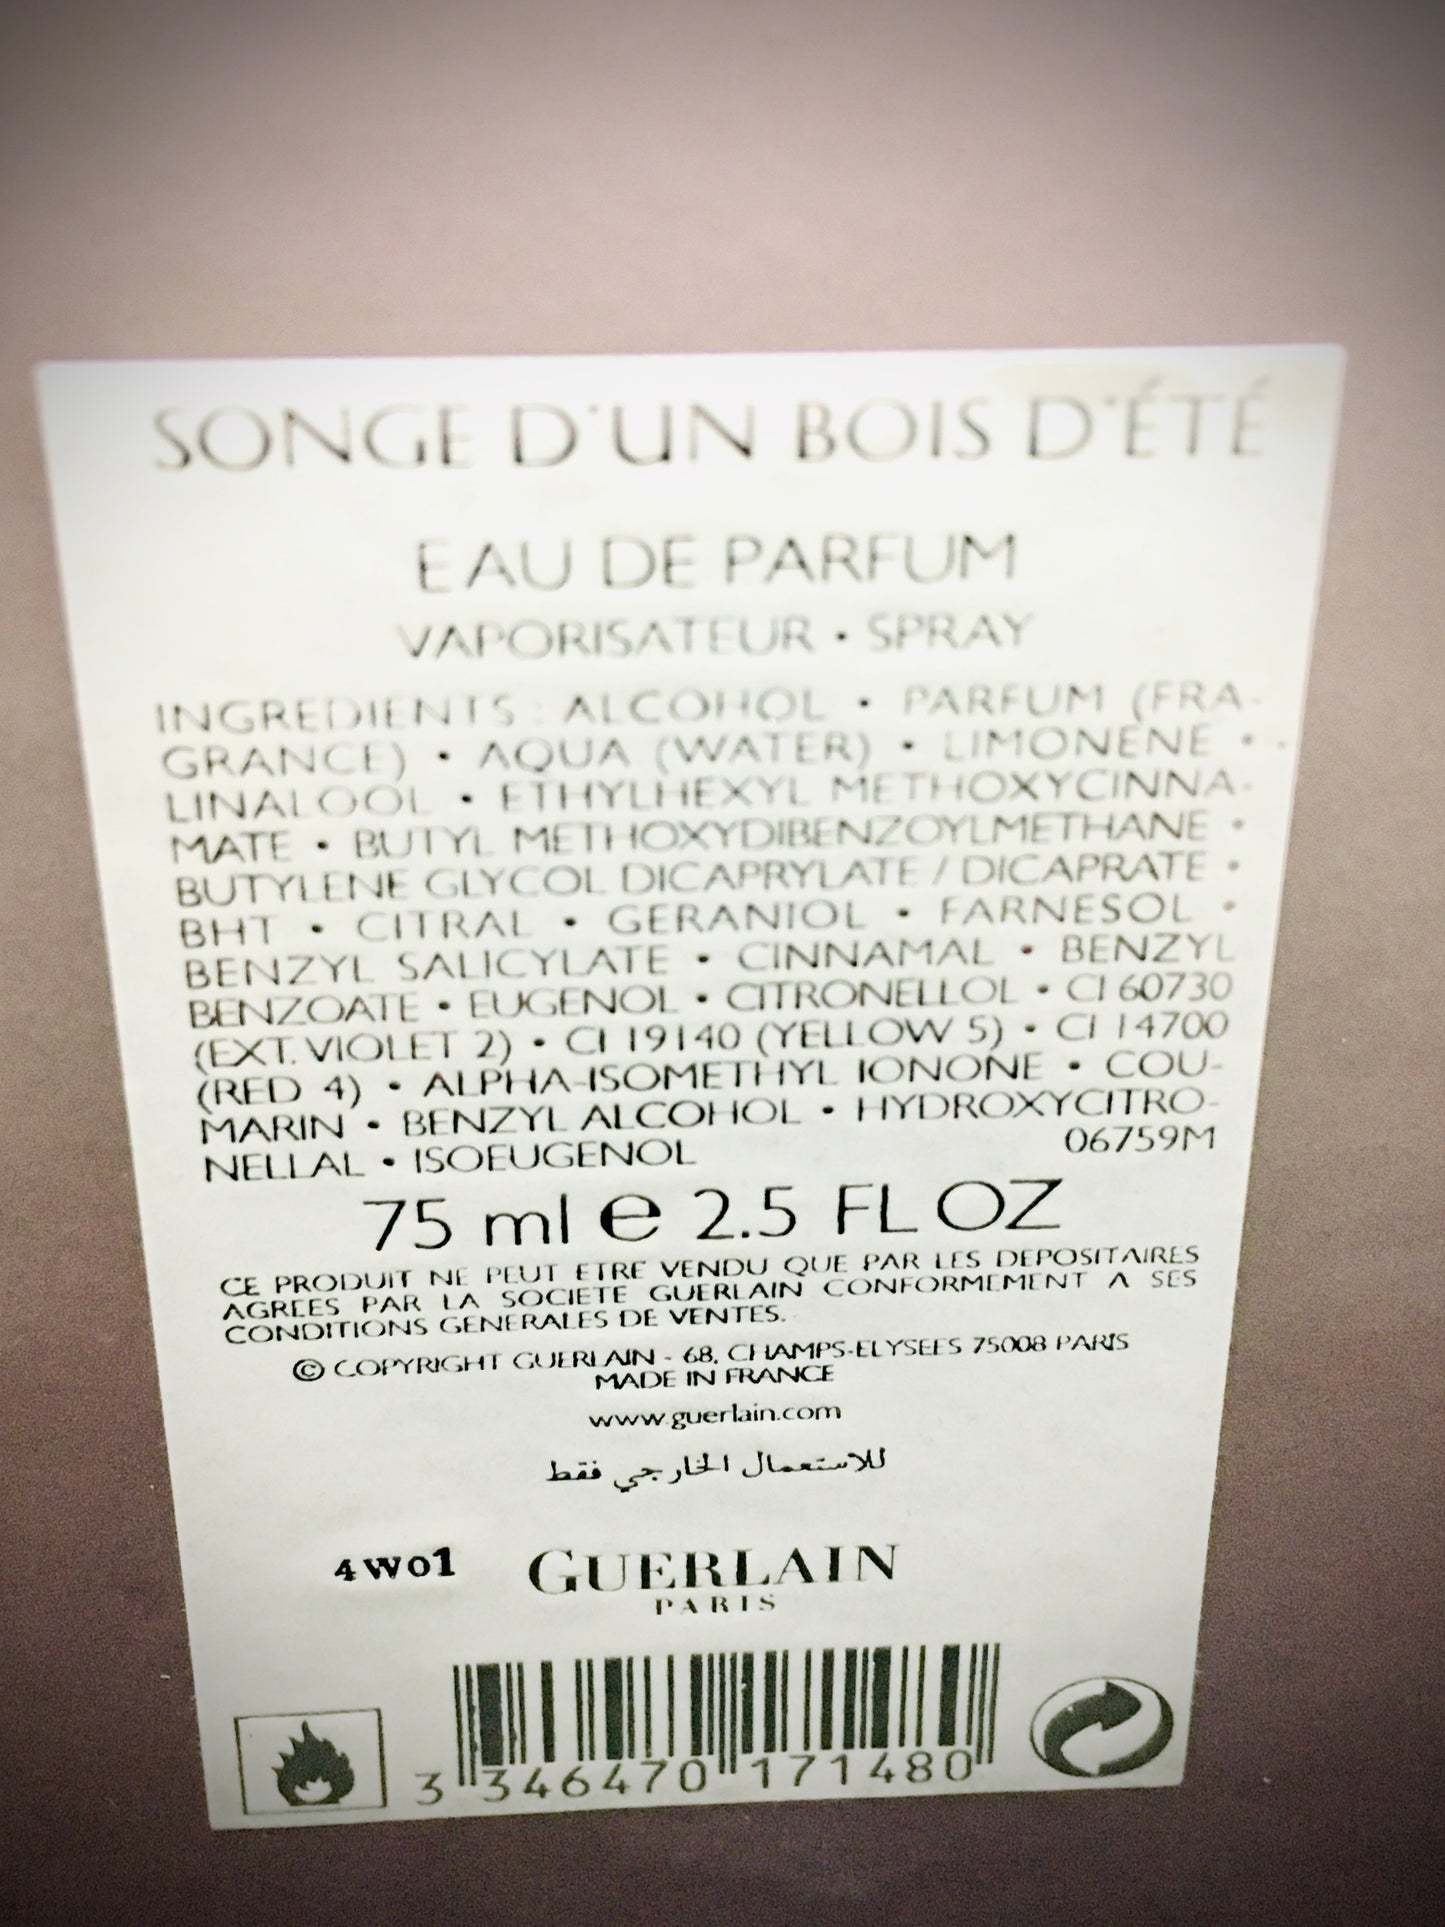 SONGE D'UN BOIS D'ÉTÉ
EAU DE PARFUM
VAPORISATEUR • SPRAY
INGREDIENTS : ALCOHOL • PARFUM (FRA-
GRANCE) • AQUA (WATER) • LIMONENE •
LINALOOL • ETHYLHEXYL METHOXYCINNA-
MATE • BUTYL METHOXYDIBENZOYLMETHANE •
BUTYLENE GLYCOL DICAPRYLATE / DICAPRATE •
BHT • CITRAL • GERANIOL • FARNESOL •
BENZYL SALICYLATE • CINNAMAL • BENZYL
BENZOATE • EUGENOL • CITRONELLOL • CI 60730
(EXT. VIOLET 2) • CI 19140 (YELLOW 5) • CI 14700
(RED 4) • ALPHA-ISOMETHYL IONONE • COU-
MARIN • BENZYL ALCOHOL • HYDROXYCITRO-
NELLAL • ISOEUGENOL 06759M
75 ml e 2.5 FL OZ
CE PRODUIT NE PEUT ETRE VENDU QUE PAR LES DEPOSITAIRES
AGREES PAR LA SOCIETE GUERLAIN CONFORMEMENT A SES
CONDITIONS GENERALES DE VENTES.
© COPYRIGHT GUERLAIN - 68, CHAMPS-ELYSEES 75008 PARIS
MADE IN FRANCE
www.guerlain.com
للاستعمال الخارجي فقط
4W01
GUERLAIN
PARIS
3 346470 171480